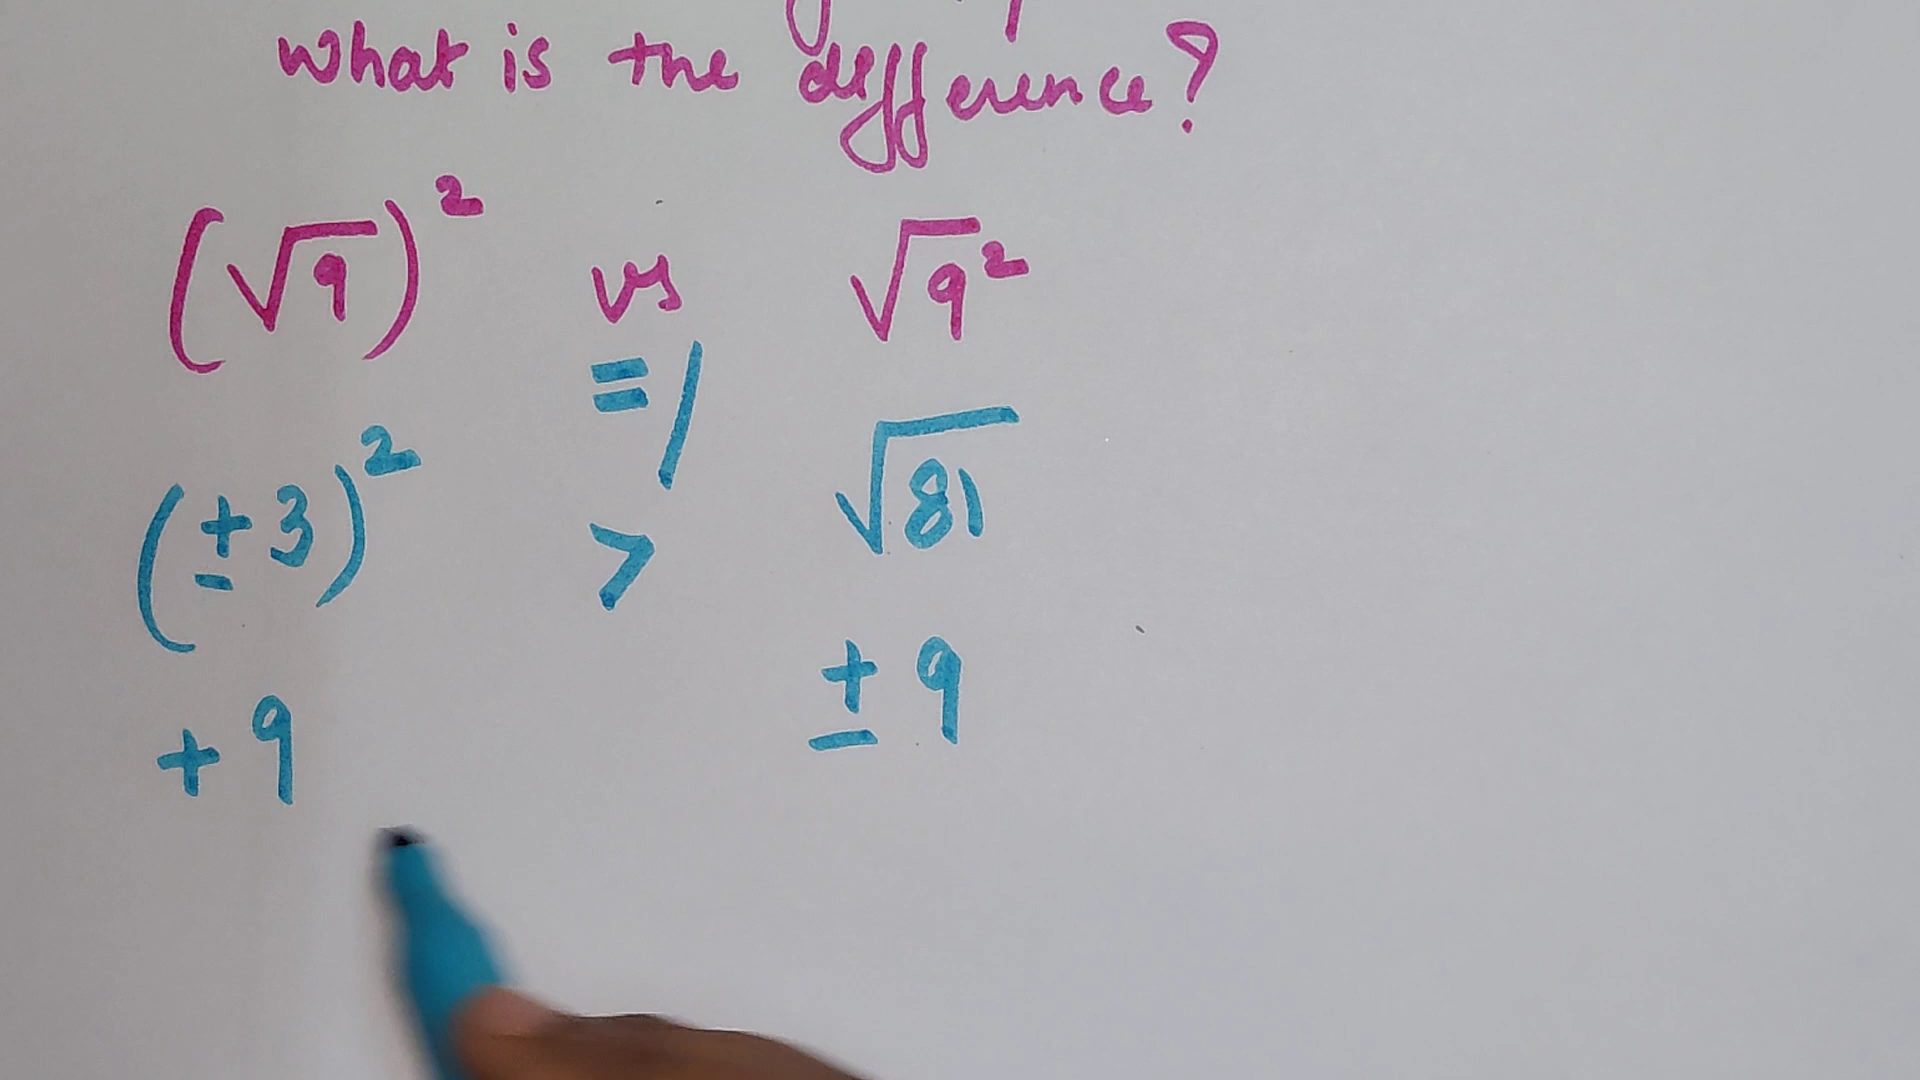 What is the difference?
(√9)² vs √9²
= /
(±3)² > √81
+9 ±9